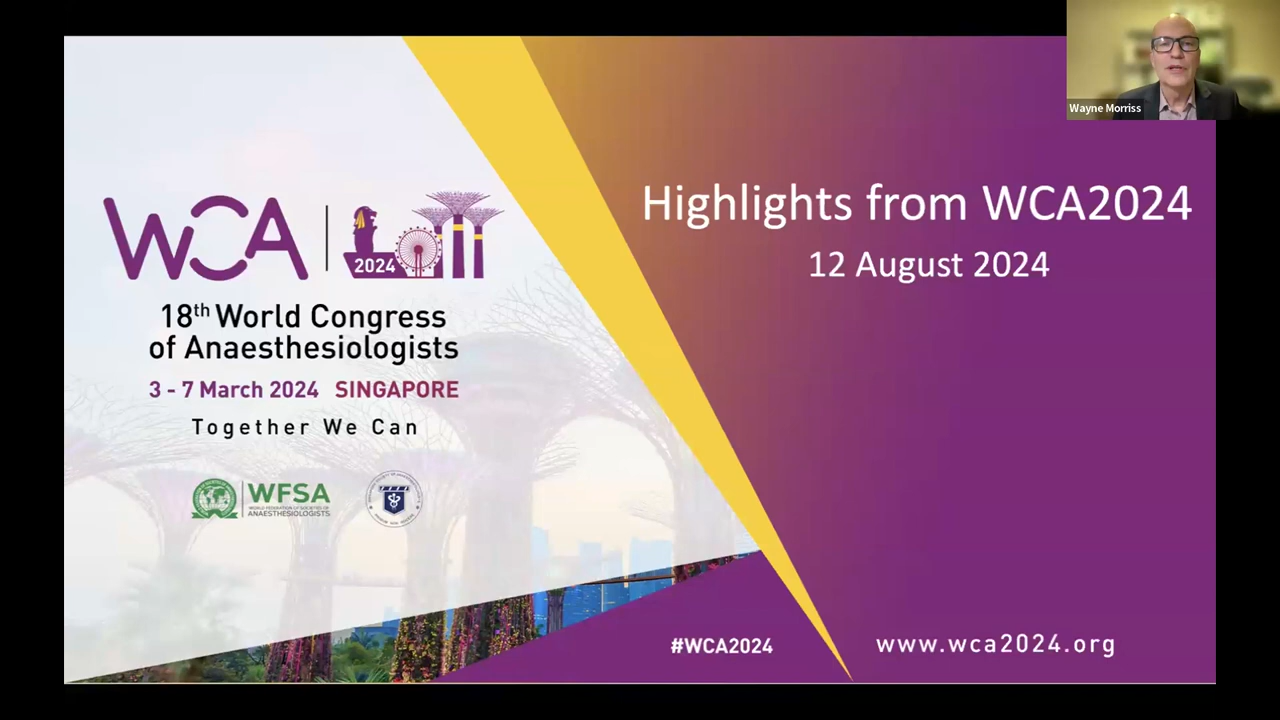 Wayne Morriss
WCA
2024
18th World Congress
of Anaesthesiologists
3 - 7 March 2024 SINGAPORE
Together We Can
WFSA
WORLD FEDERATION OF SOCIETIES OF
ANAESTHESIOLOGISTS
Highlights from WCA2024
12 August 2024
#WCA2024
www.wca2024.org